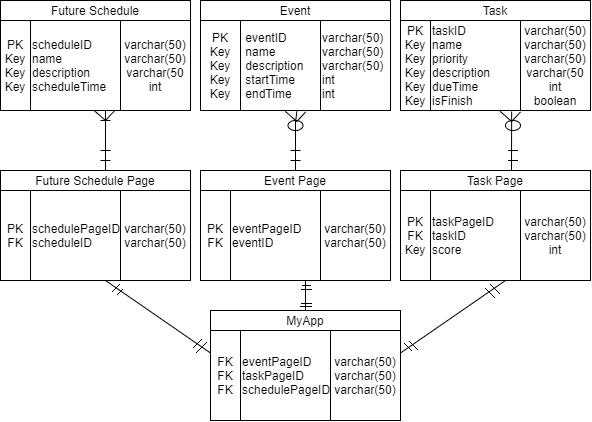 Future Schedule
PK scheduleID varchar(50)
Key name varchar(50)
Key description varchar(50
Key scheduleTime int
Event
PK eventID varchar(50)
Key name varchar(50)
Key description varchar(50)
Key startTime int
Key endTime int
Task
PK taskID varchar(50)
Key name varchar(50)
Key priority varchar(50)
Key description varchar(50
Key dueTime int
Key isFinish boolean
Future Schedule Page
PK schedulePageID varchar(50)
FK scheduleID varchar(50)
Event Page
PK eventPageID varchar(50)
FK eventID varchar(50)
Task Page
PK taskPageID varchar(50)
FK taskID varchar(50)
Key score int
MyApp
FK eventPageID varchar(50)
FK taskPageID varchar(50)
FK schedulePageID varchar(50)